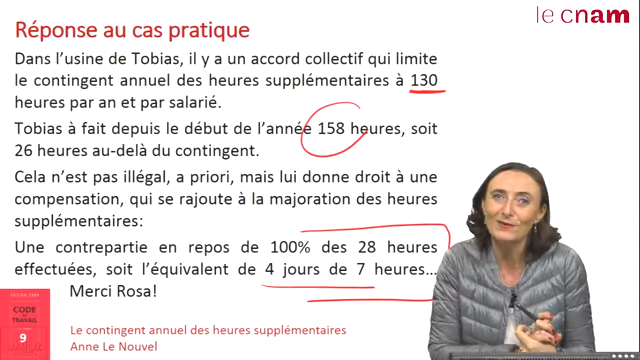 le cnam
Réponse au cas pratique
Dans l'usine de Tobias, il y a un accord collectif qui limite
le contingent annuel des heures supplémentaires à 130
heures par an et par salarié.
Tobias à fait depuis le début de l'année 158 heures, soit
26 heures au-delà du contingent.
Cela n'est pas illégal, a priori, mais lui donne droit à une
compensation, qui se rajoute à la majoration des heures
supplémentaires:
Une contrepartie en repos de 100% des 28 heures
effectuées, soit l'équivalent de 4 jours de 7 heures...
Merci Rosa!
CODE
TRAVAIL
9
Le contingent annuel des heures supplémentaires
Anne Le Nouvel